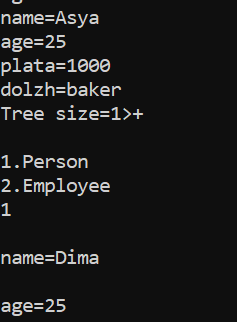 name=Asya
age=25
plata=1000
dolzh=baker
Tree size=1>+
1.Person
2.Employee
1
name=Dima
age=25